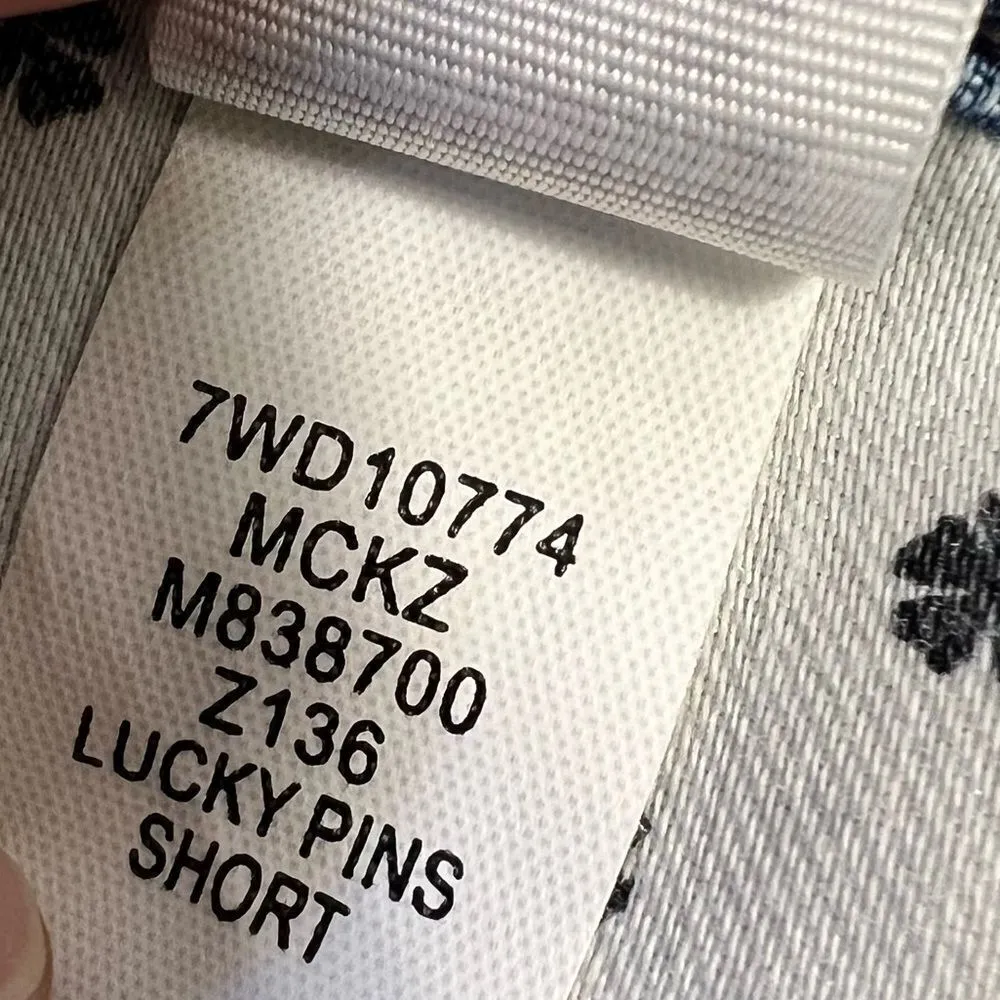 7WD10774
MCKZ
M838700
Z136
LUCKY PINS
SHORT